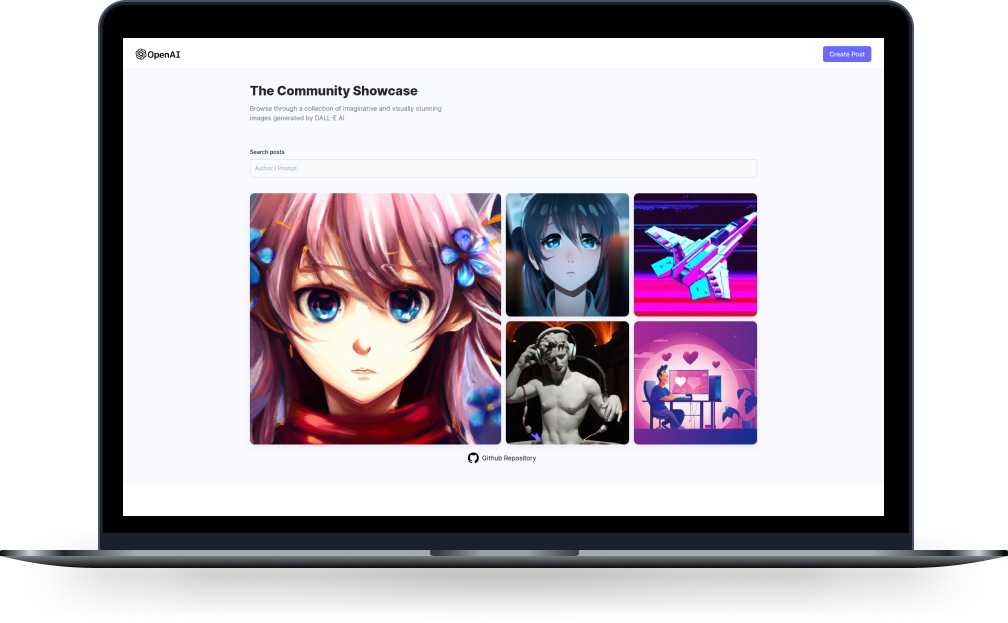 OpenAI
Create Post
The Community Showcase
Browse through a collection of imaginative and visually stunning
images generated by DALL-E AI
Search posts
Author / Prompt
Github Repository